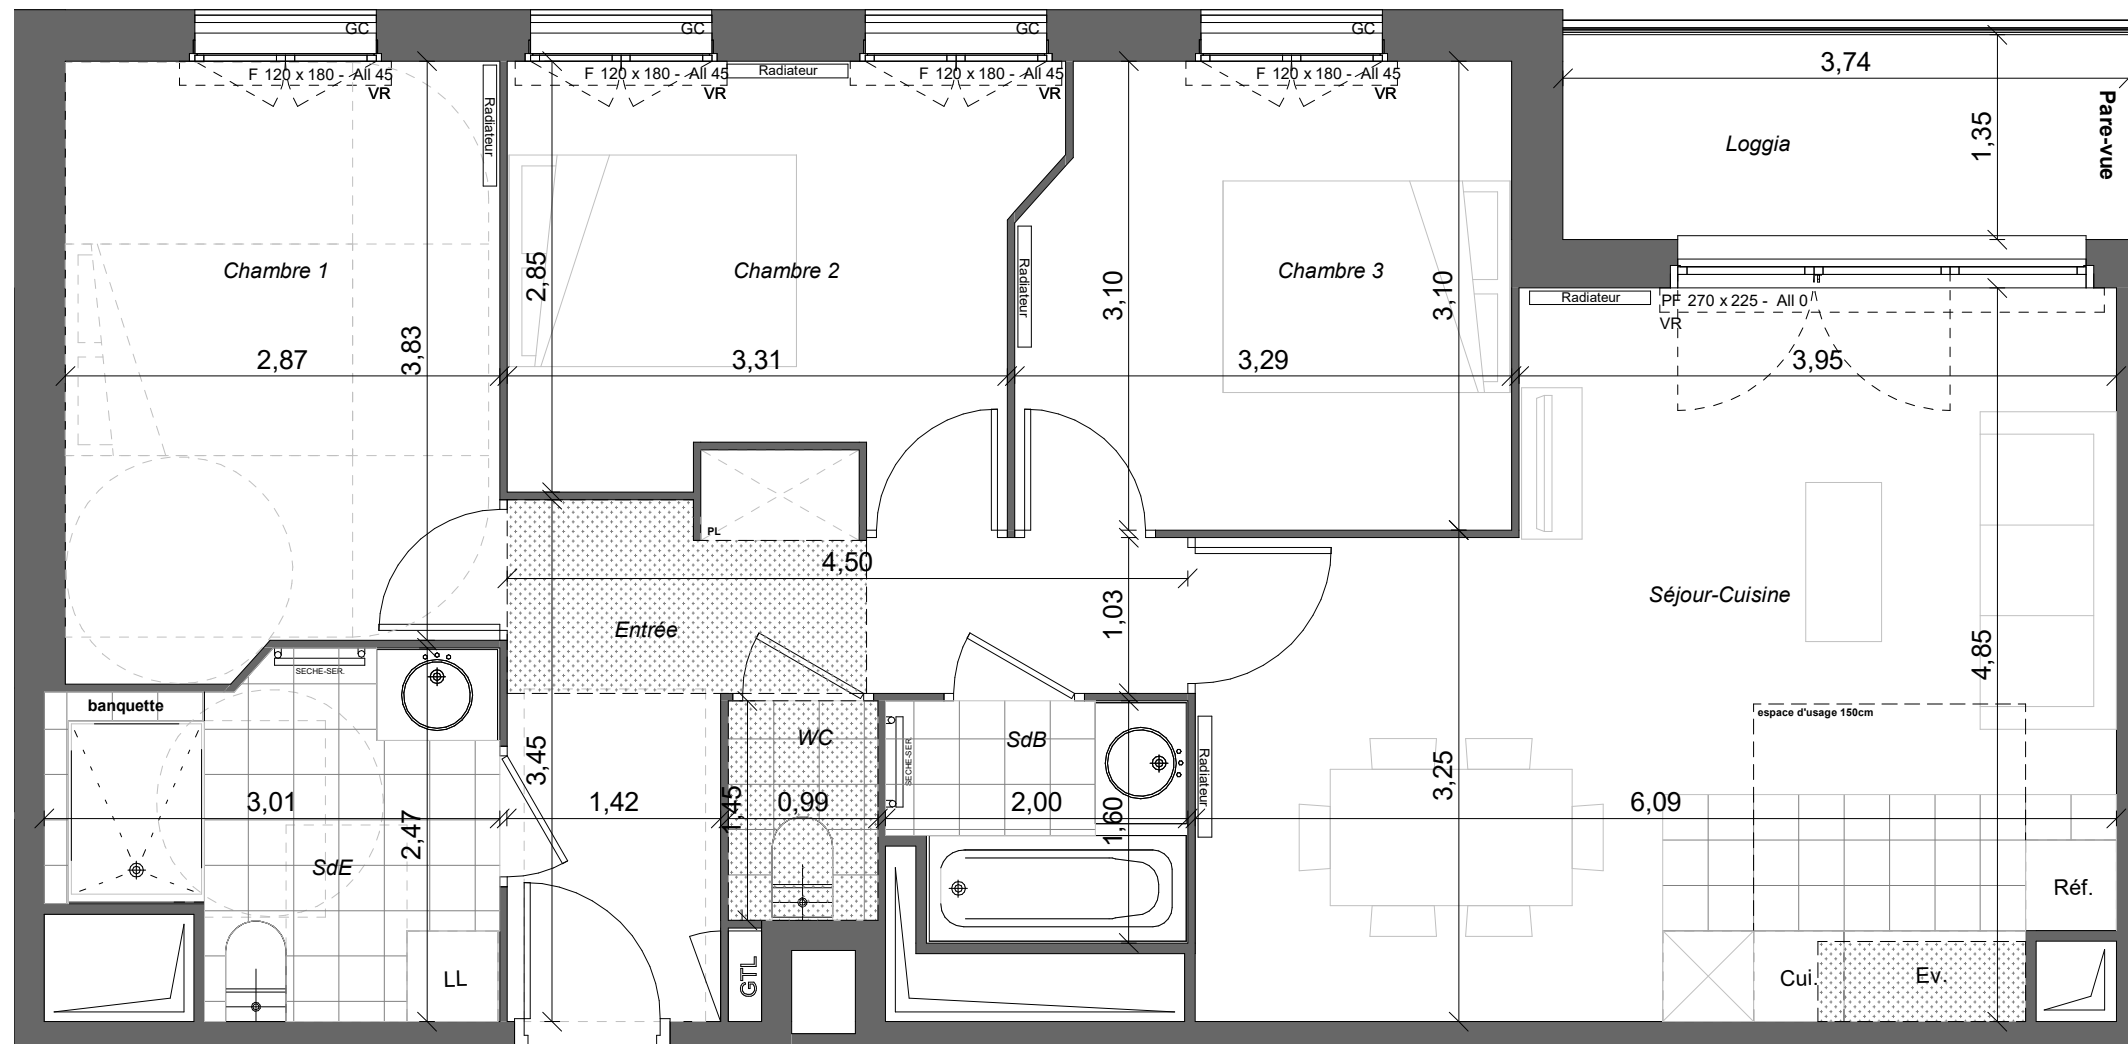 GC
GC
GC
GC
F 120 x 180 - All 45
VR
F 120 x 180 - All 45
VR
Radiateur
F 120 x 180 - All 45
VR
F 120 x 180 - All 45
VR
3,74
1,35
Pare-vue
Loggia
Radiateur
Chambre 1
Chambre 2
Chambre 3
2,85
3,83
3,10
3,10
Radiateur
Radiateur
PF 270 x 225 - All 0
VR
2,87
3,31
3,29
3,95
PL
4,50
1,03
Entrée
Séjour-Cuisine
4,85
SECHE-SER.
banquette
espace d'usage 150cm
WC
SdB
SECHE-SER.
Radiateur
3,45
3,25
3,01
2,47
1,42
1,45
0,99
2,00
1,60
6,09
SdE
Réf.
LL
GTL
Cui.
Ev.